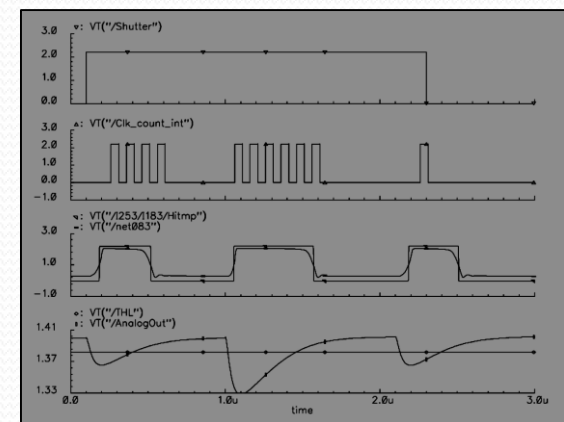 ▿: VT("/Shutter")
3.0
2.0
1.0
0.0
▵: VT("/Clk_count_int")
3.0
2.0
1.0
0.0
−1.0
VT("/I253/I183/Hitmp")
VT("/net083")
3.0
1.0
−1.0
VT("/THL")
VT("/AnalogOut")
1.41
1.37
1.33
0.0 1.0u 2.0u 3.0u
time